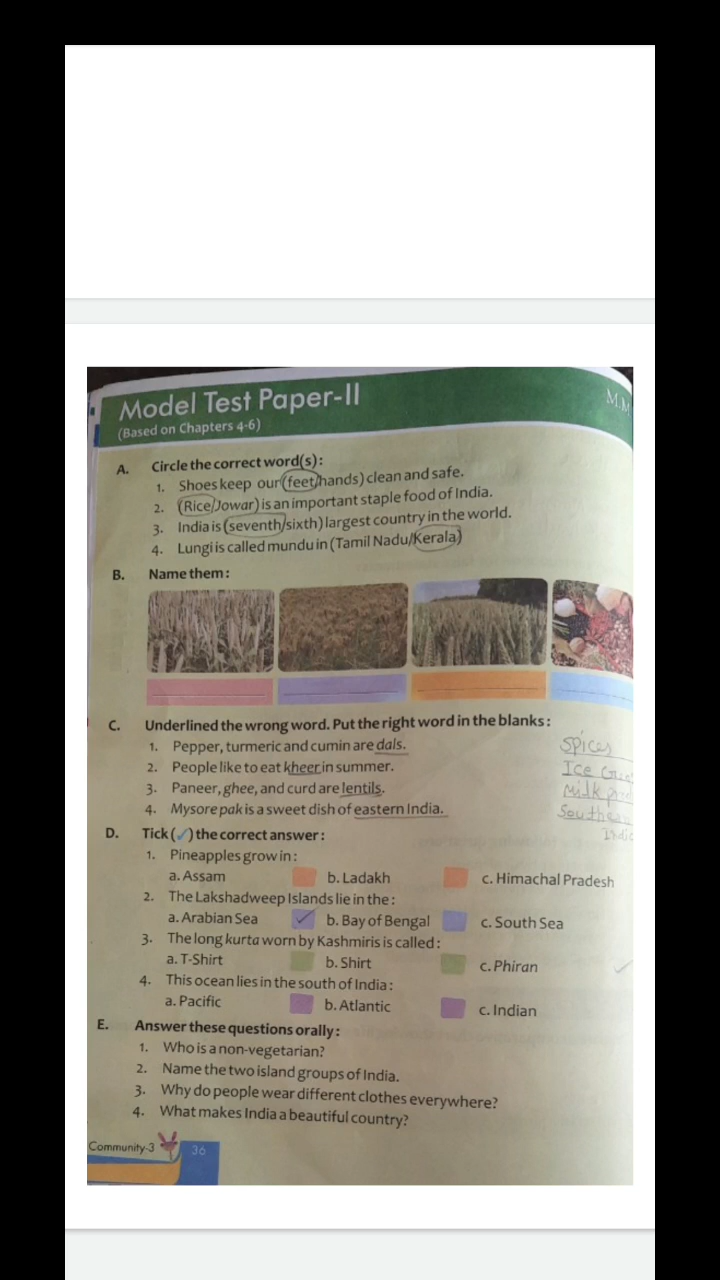 Model Test Paper-II
(Based on Chapters 4-6)
A. Circle the correct word(s):
1. Shoes keep our (feet/hands) clean and safe.
2. (Rice/Jowar) is an important staple food of India.
3. India is (seventh/sixth) largest country in the world.
4. Lungi is called mundu in (Tamil Nadu/Kerala)
B. Name them:
C. Underlined the wrong word. Put the right word in the blanks:
1. Pepper, turmeric and cumin are dals. Spices
2. People like to eat kheer in summer. Ice
3. Paneer, ghee, and curd are lentils. Milk
4. Mysore pak is a sweet dish of eastern India.
D. Tick (✓) the correct answer:
1. Pineapples grow in:
a. Assam b. Ladakh c. Himachal Pradesh
2. The Lakshadweep Islands lie in the:
a. Arabian Sea ✓ b. Bay of Bengal c. South Sea
3. The long kurta worn by Kashmiris is called:
a. T-Shirt b. Shirt c. Phiran ✓
4. This ocean lies in the south of India:
a. Pacific b. Atlantic c. Indian
E. Answer these questions orally:
1. Who is a non-vegetarian?
2. Name the two island groups of India.
3. Why do people wear different clothes everywhere?
4. What makes India a beautiful country?
Community-3 36